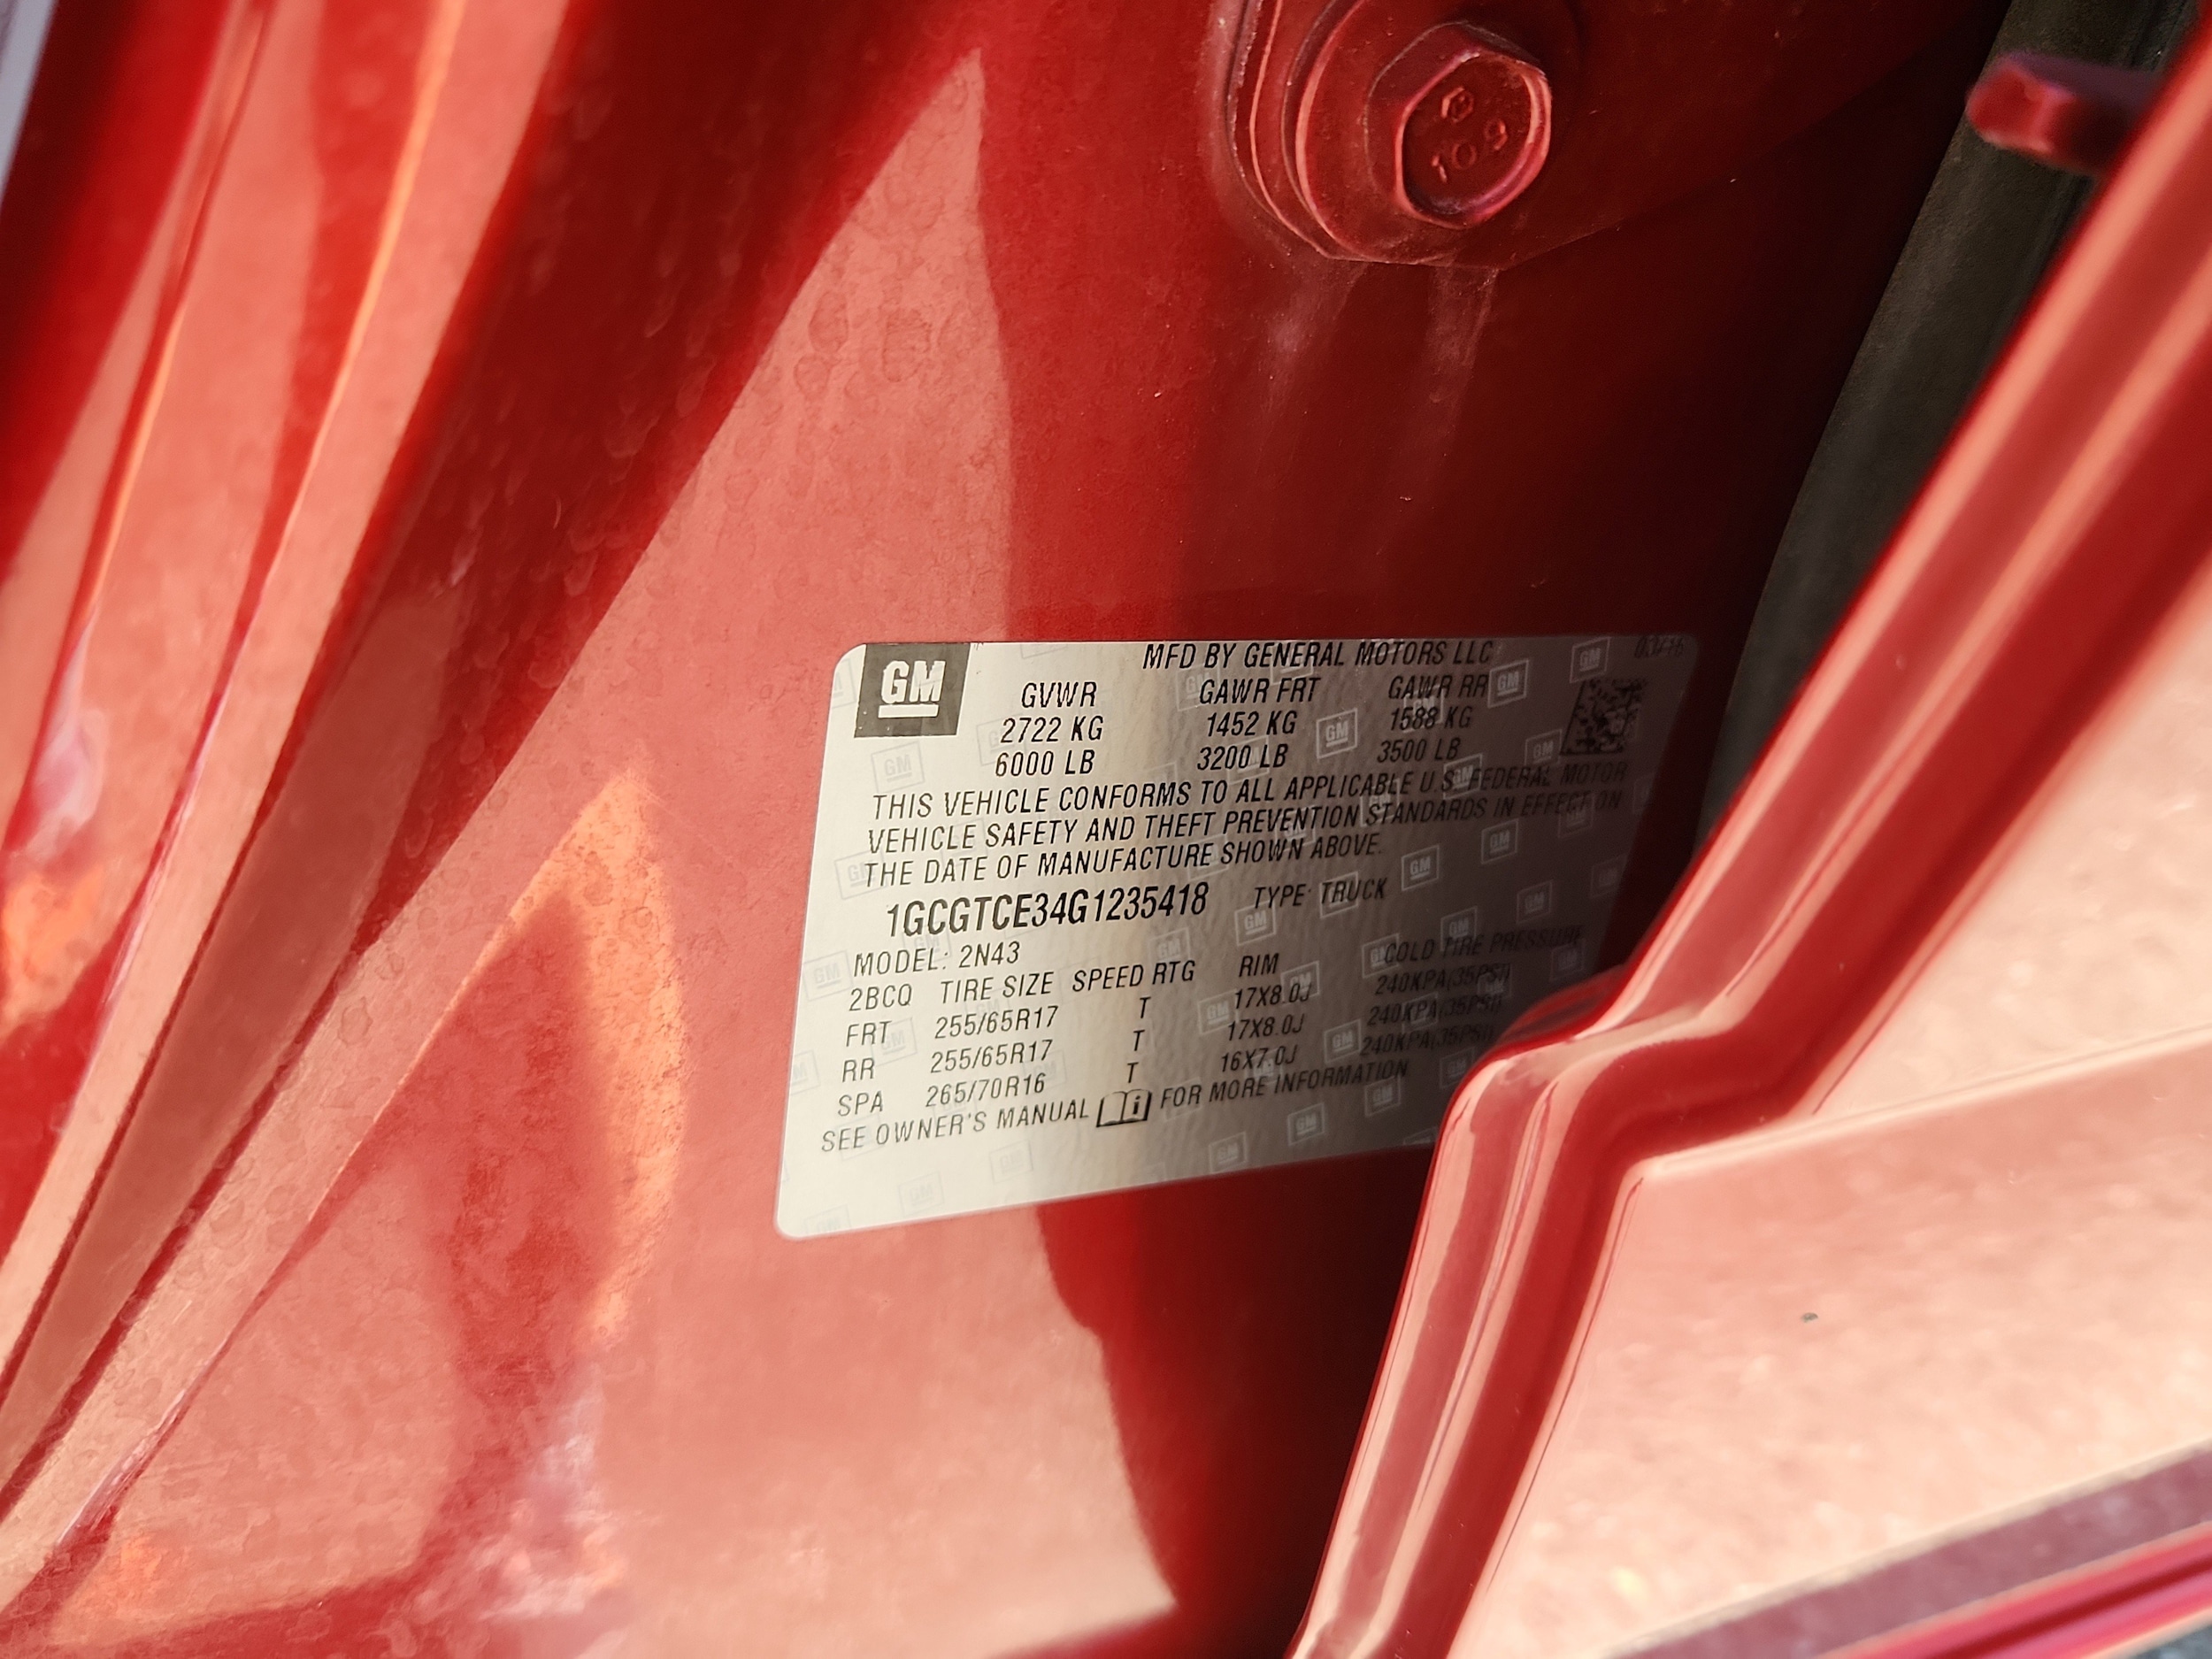 10.9
GM
MFD BY GENERAL MOTORS LLC
GVWR GAWR FRT GAWR RR
2722 KG 1452 KG 1588 KG
6000 LB 3200 LB 3500 LB
THIS VEHICLE CONFORMS TO ALL APPLICABLE U.S. FEDERAL MOTOR
VEHICLE SAFETY AND THEFT PREVENTION STANDARDS IN EFFECT ON
THE DATE OF MANUFACTURE SHOWN ABOVE.
1GCGTCE34G1235418 TYPE: TRUCK
MODEL: 2N43
2BCQ TIRE SIZE SPEED RTG RIM COLD TIRE PRESSURE
FRT 255/65R17 T 17X8.0J 240KPA(35PSI)
RR 255/65R17 T 17X8.0J 240KPA(35PSI)
SPA 265/70R16 T 16X7.0J 240KPA(35PSI)
SEE OWNER'S MANUAL FOR MORE INFORMATION